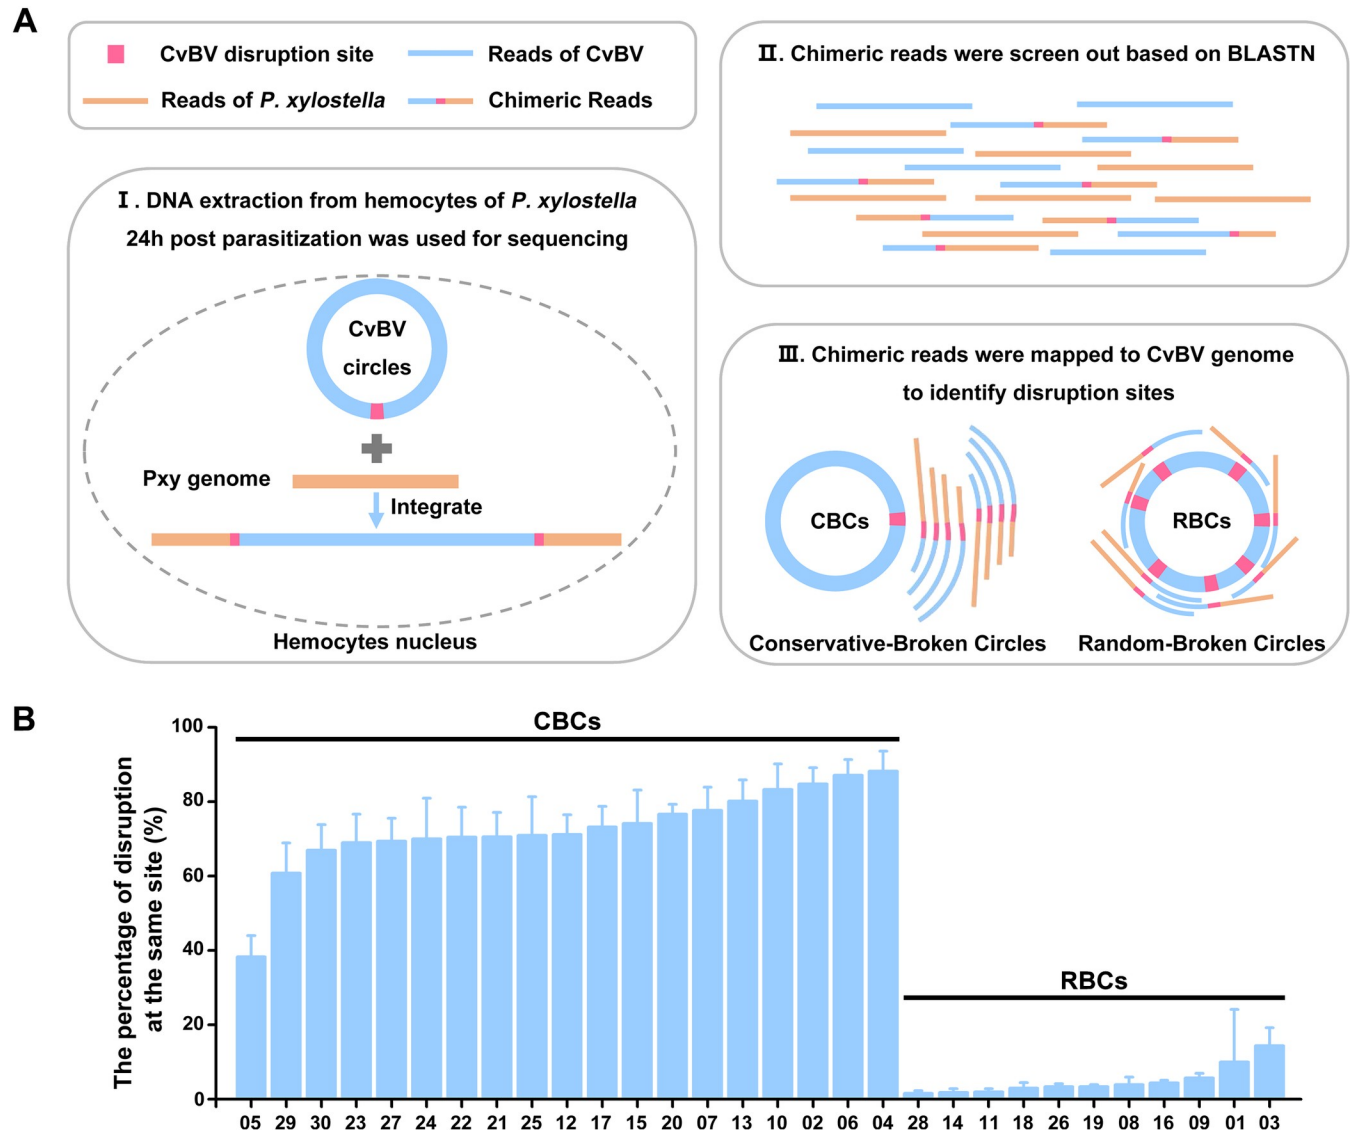 A
CvBV disruption site
Reads of CvBV
Reads of P. xylostella
Chimeric Reads
Ⅰ. DNA extraction from hemocytes of P. xylostella
24h post parasitization was used for sequencing
CvBV
circles
Pxy genome
Integrate
Hemocytes nucleus
Ⅱ. Chimeric reads were screen out based on BLASTN
Ⅲ. Chimeric reads were mapped to CvBV genome
to identify disruption sites
CBCs
RBCs
Conservative-Broken Circles
Random-Broken Circles
B
The percentage of disruption
at the same site (%)
100
80
60
40
20
0
CBCs
RBCs
05 29 30 23 27 24 22 21 25 12 17 15 20 07 13 10 02 06 04 28 14 11 18 26 19 08 16 09 01 03